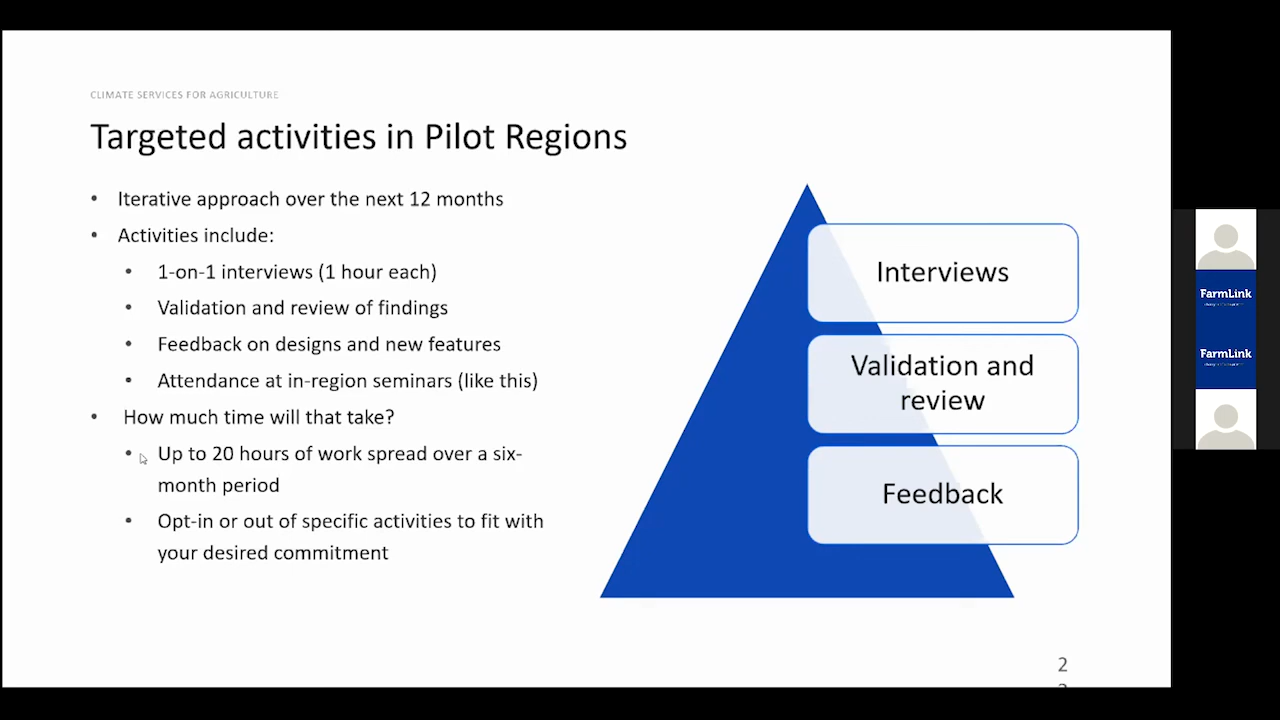 CLIMATE SERVICES FOR AGRICULTURE
Targeted activities in Pilot Regions
• Iterative approach over the next 12 months
• Activities include:
• 1-on-1 interviews (1 hour each)
• Validation and review of findings
• Feedback on designs and new features
• Attendance at in-region seminars (like this)
• How much time will that take?
• Up to 20 hours of work spread over a six-
month period
• Opt-in or out of specific activities to fit with
your desired commitment
Interviews
Validation and
review
Feedback
2
FarmLink
FarmLink